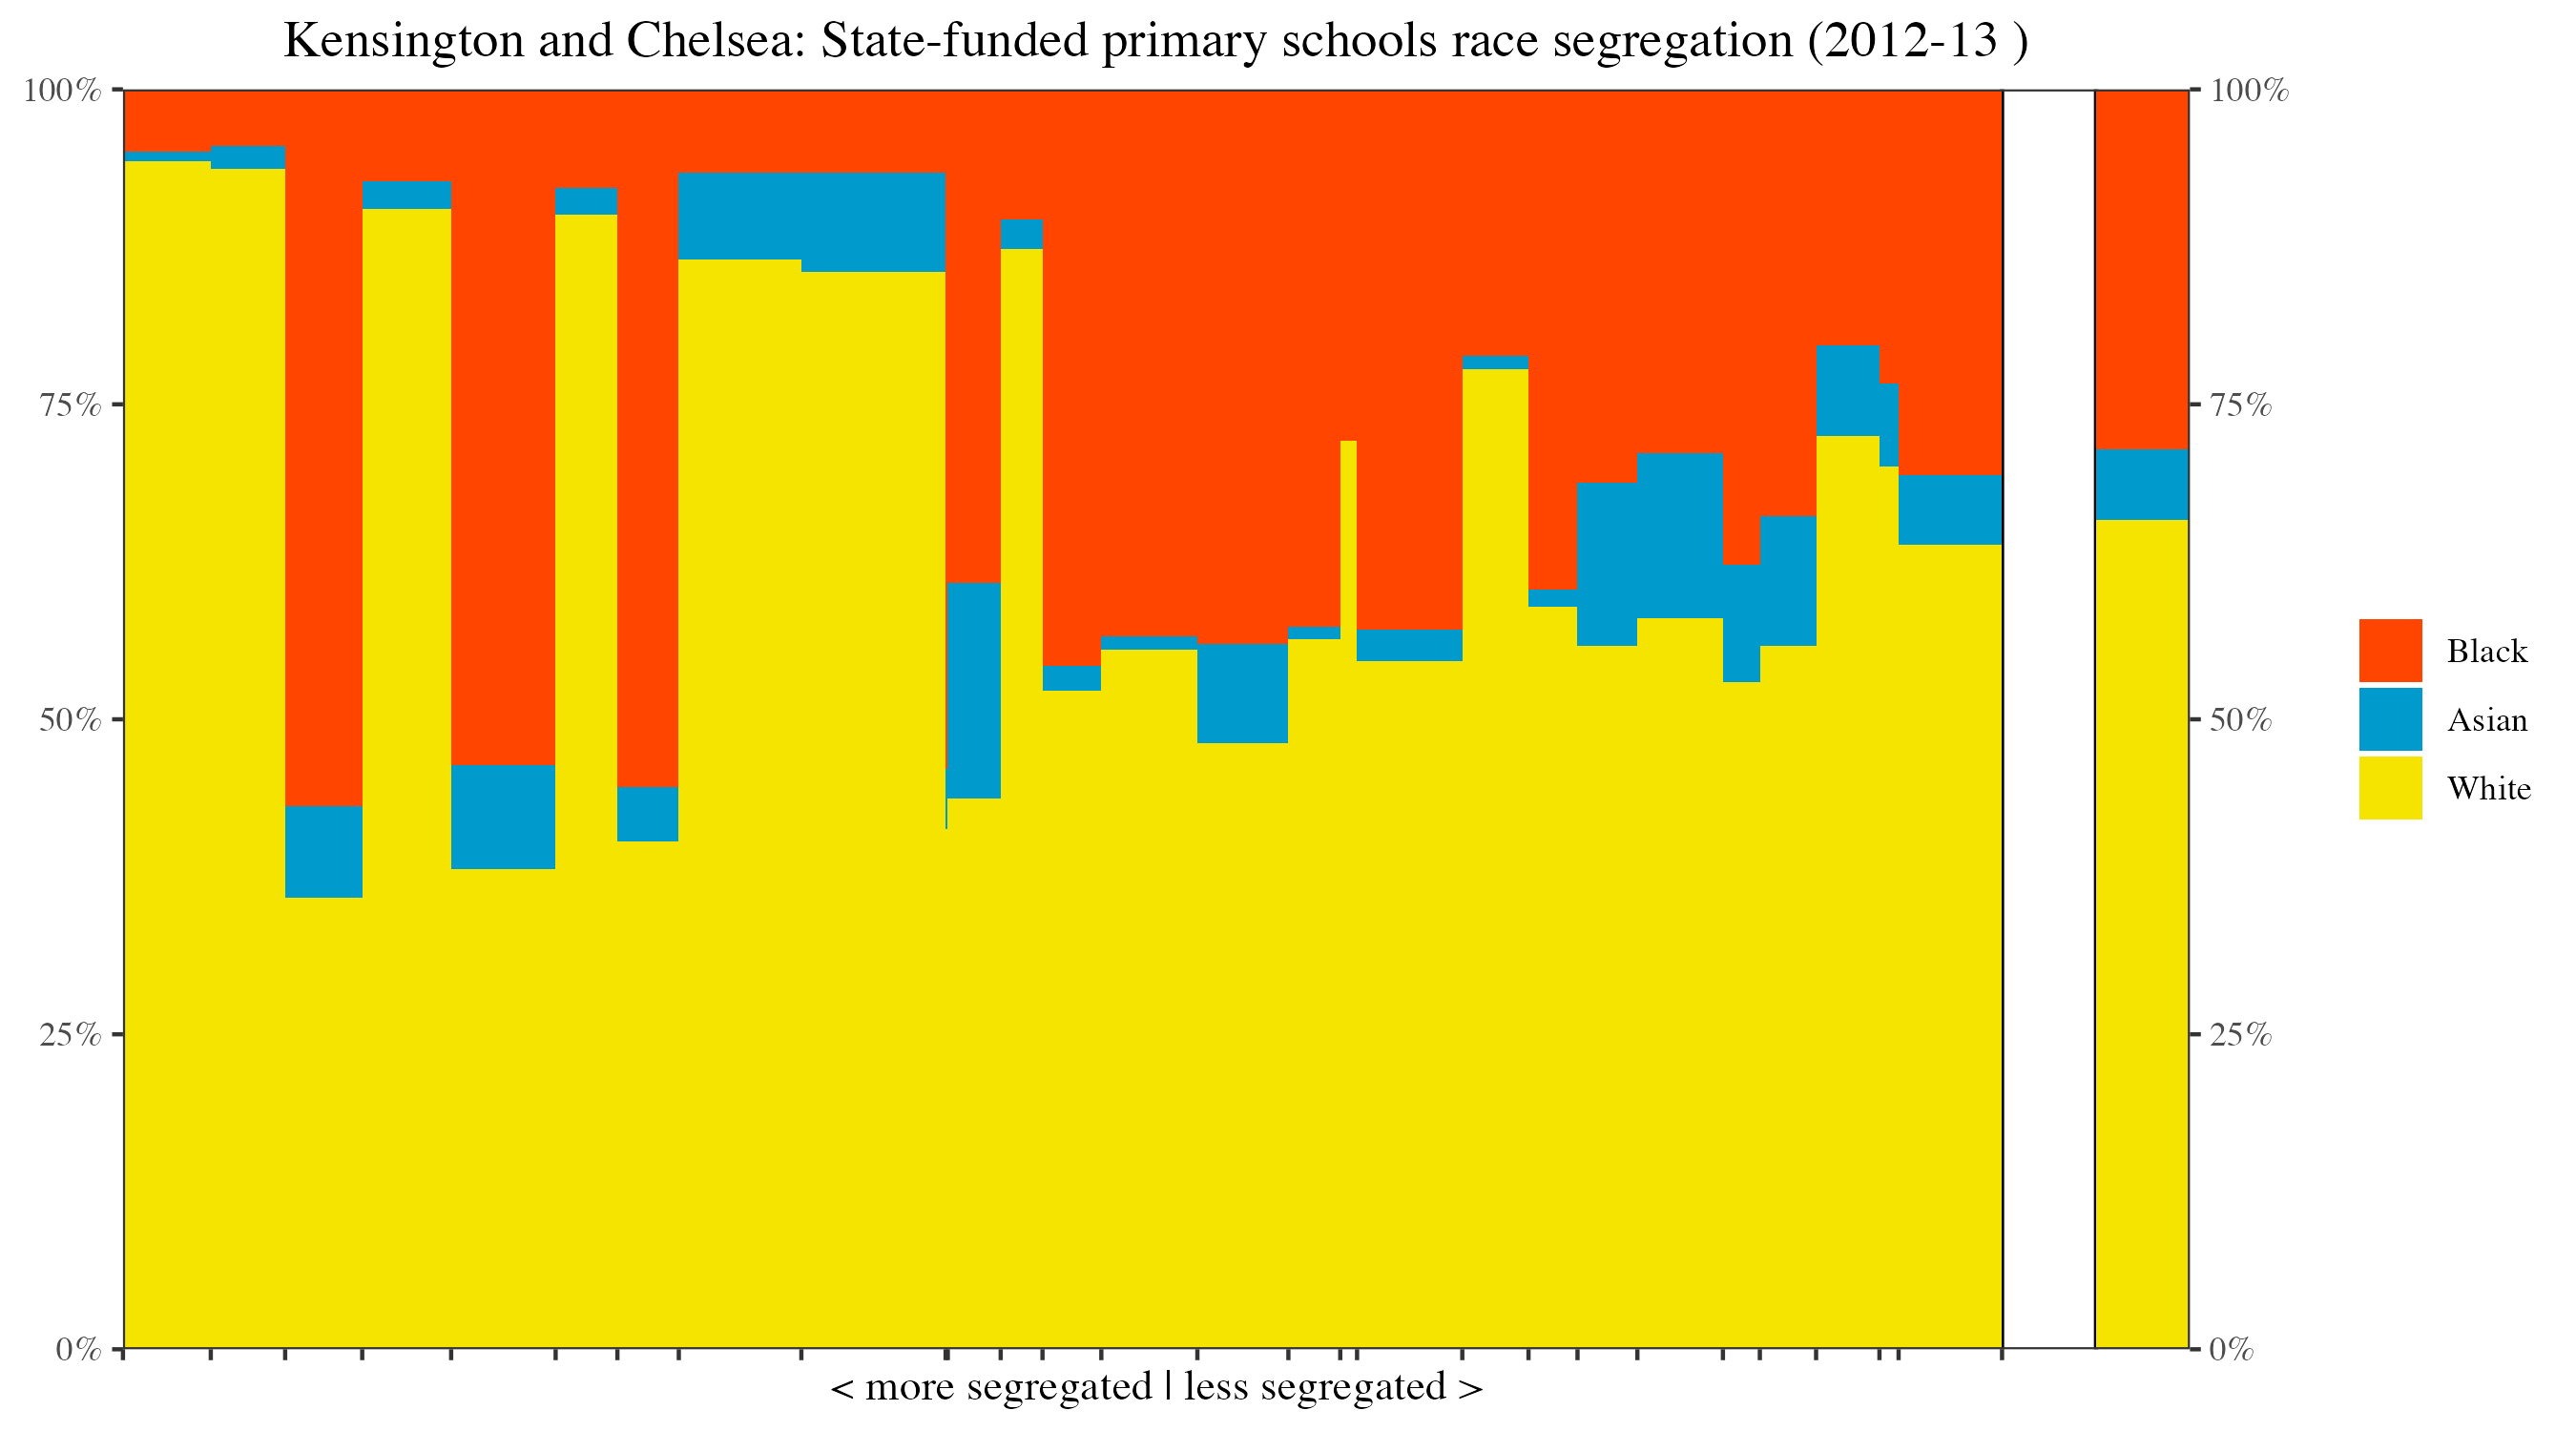 Kensington and Chelsea: State-funded primary schools race segregation (2012-13 )
100%
75%
50%
25%
0%
100%
75%
50%
25%
0%
Black
Asian
White
< more segregated | less segregated >